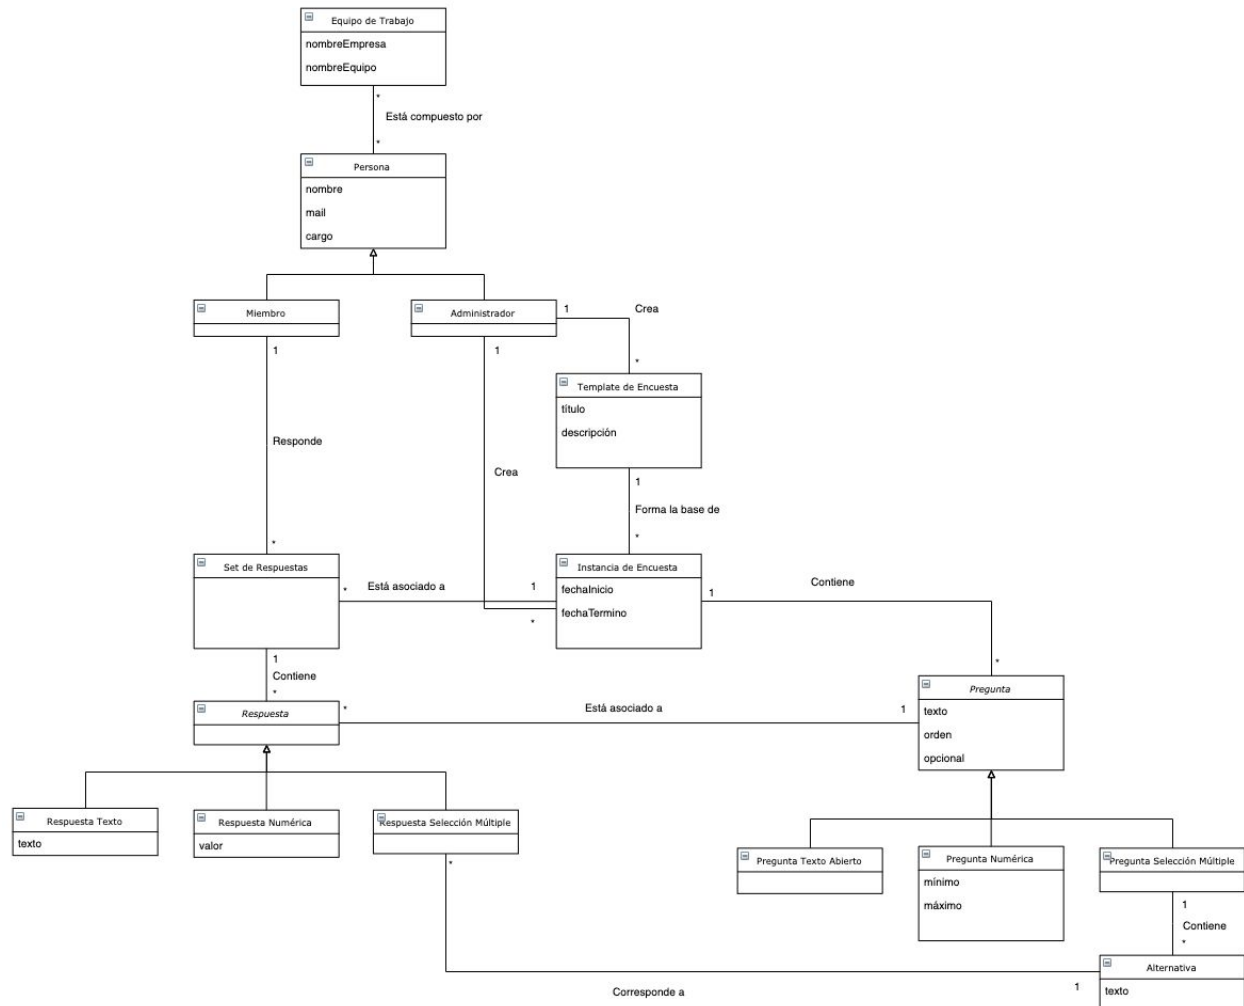 Equipo de Trabajo
nombreEmpresa
nombreEquipo
*
Está compuesto por
*
Persona
nombre
mail
cargo
Miembro
Administrador
1
Crea
1
1
*
Template de Encuesta
título
descripción
Responde
Crea
1
Forma la base de
*
*
Set de Respuestas
Instancia de Encuesta
fechaInicio
fechaTermino
*
Está asociado a
1
*
1
Contiene
*
1
Contiene
*
Respuesta
*
Está asociado a
1
Pregunta
texto
orden
opcional
Respuesta Texto
texto
Respuesta Numérica
valor
Respuesta Selección Múltiple
*
Pregunta Texto Abierto
Pregunta Numérica
mínimo
máximo
Pregunta Selección Múltiple
1
Contiene
*
Alternativa
texto
Corresponde a
1